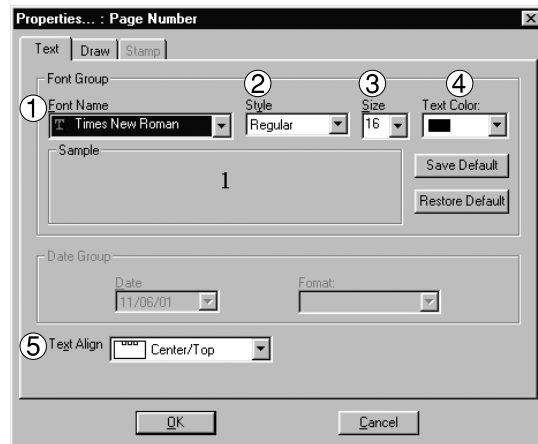 Properties... : Page Number
Text Draw Stamp
Font Group
② ③ ④
① Font Name Style Size Text Color:
Times New Roman Regular 16
Sample
1
Save Default
Restore Default
Date Group
Date Fomat:
11/06/01
⑤ Text Align Center/Top
OK Cancel